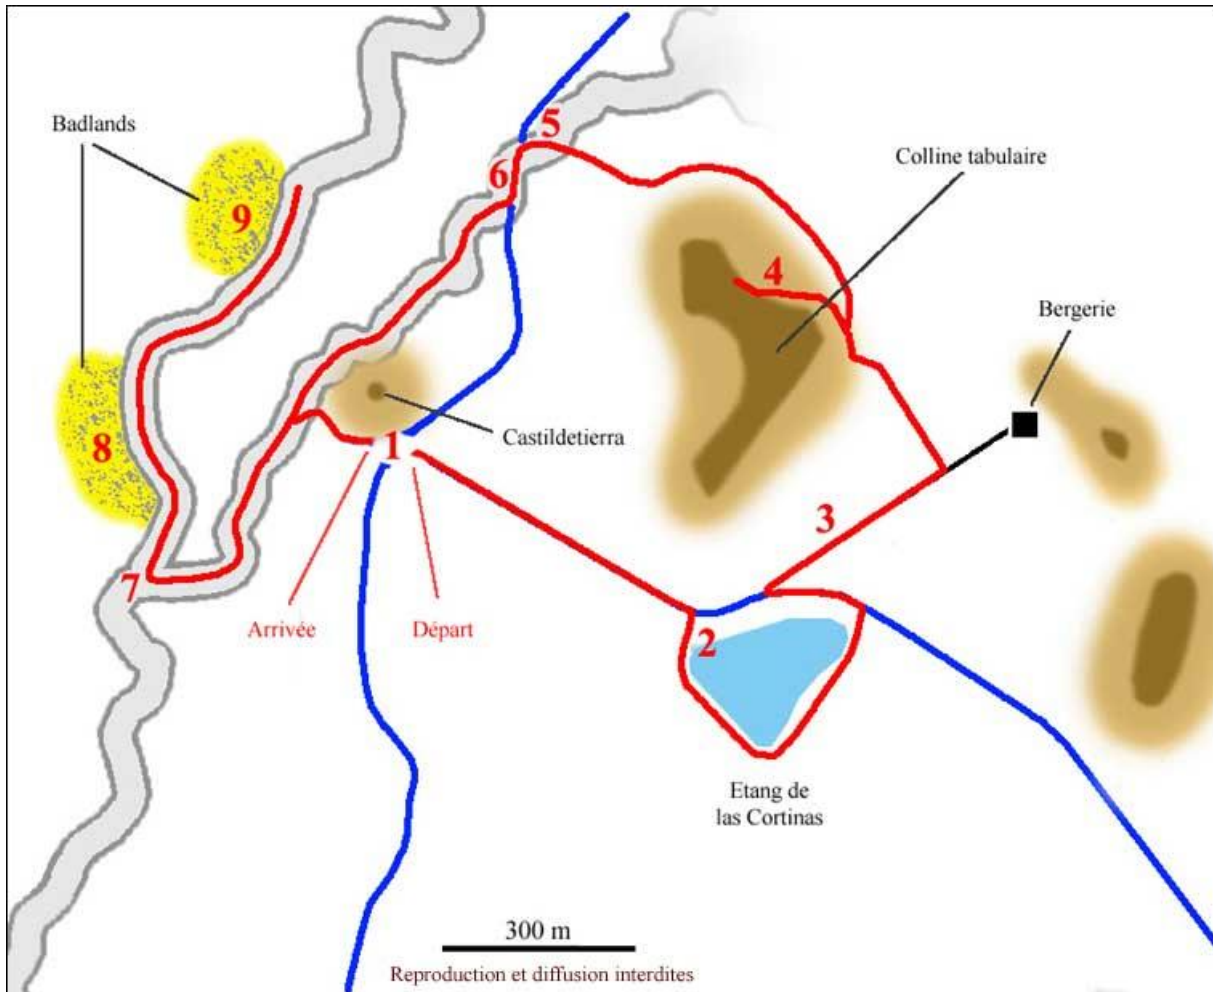 Badlands
5
Colline tabulaire
6
9
4
Bergerie
8
1
Castildetierra
3
7
Arrivée
Départ
2
Etang de
las Cortinas
300 m
Reproduction et diffusion interdites